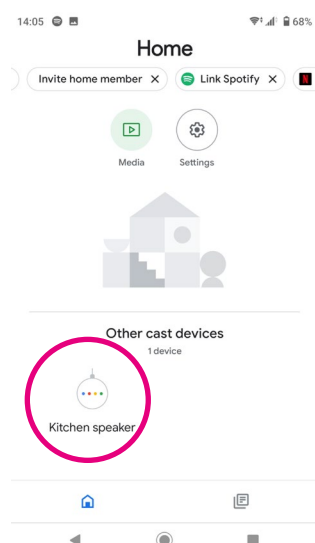 14:05 68%
Home
Invite home member Link Spotify N
Media Settings
Other cast devices
1 device
Kitchen speaker